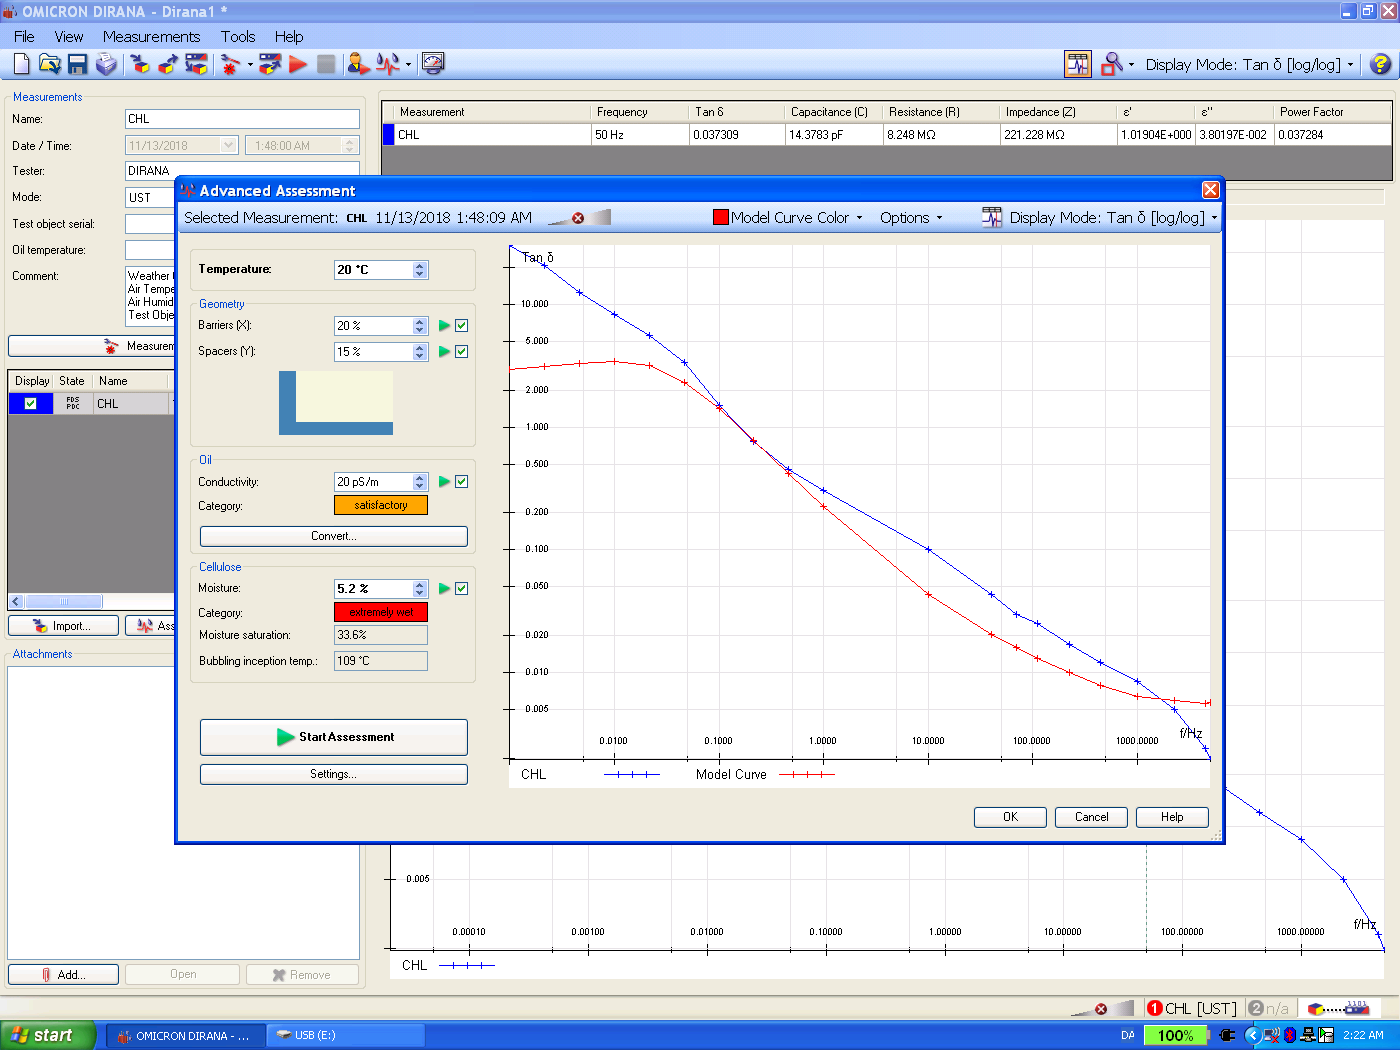 OMICRON DIRANA - Dirana1 *
File View Measurements Tools Help
Display Mode: Tan δ [log/log]
Measurements
Name: CHL
Date / Time: 11/13/2018 1:48:00 AM
Tester: DIRANA
Mode: UST
Test object serial:
Oil temperature:
Comment: Weather
Air Tempe
Air Humid
Test Obje
Measurem
Display State Name
FDS
PDC
CHL
Import...
Ass
Attachments
Add... Open Remove
Measurement Frequency Tan δ Capacitance (C) Resistance (R) Impedance (Z) ε' ε'' Power Factor
CHL 50 Hz 0.037309 14.3783 pF 8.248 MΩ 221.228 MΩ 1.01904E+000 3.80197E-002 0.037284
Advanced Assessment
Selected Measurement: CHL 11/13/2018 1:48:09 AM
Model Curve Color Options Display Mode: Tan δ [log/log]
Temperature: 20 °C
Geometry
Barriers (X): 20 %
Spacers (Y): 15 %
Oil
Conductivity: 20 pS/m
Category: satisfactory
Convert...
Cellulose
Moisture: 5.2 %
Category: extremely wet
Moisture saturation: 33.6%
Bubbling inception temp.: 109 °C
Start Assessment
Settings...
Tan δ
10.000
5.000
2.000
1.000
0.500
0.200
0.100
0.050
0.020
0.010
0.005
f/Hz
0.0100 0.1000 1.0000 10.0000 100.0000 1000.0000
CHL Model Curve
OK Cancel Help
0.005
f/Hz
0.00010 0.00100 0.01000 0.10000 1.00000 10.00000 100.00000 1000.00000
CHL
1 CHL [UST] 2 n/a 1101
start OMICRON DIRANA - ... USB (E:) DA 100% 2:22 AM